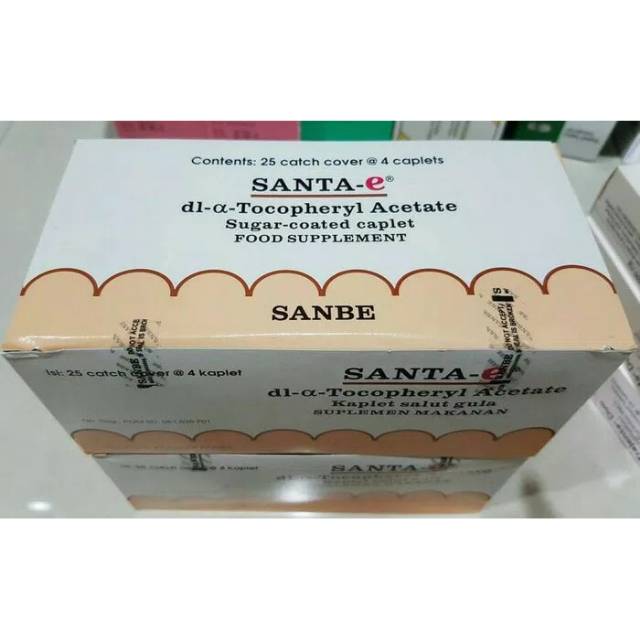 Contents: 25 catch cover @ 4 caplets
SANTA-e®
dl-α-Tocopheryl Acetate
Sugar-coated caplet
FOOD SUPPLEMENT
SANBE
Isi: 25 catch cover @ 4 kaplet
SANTA-e
dl-α-Tocopheryl Acetate
Kaplet salut gula
SUPLEMEN MAKANAN
kaplet
SANTA-e